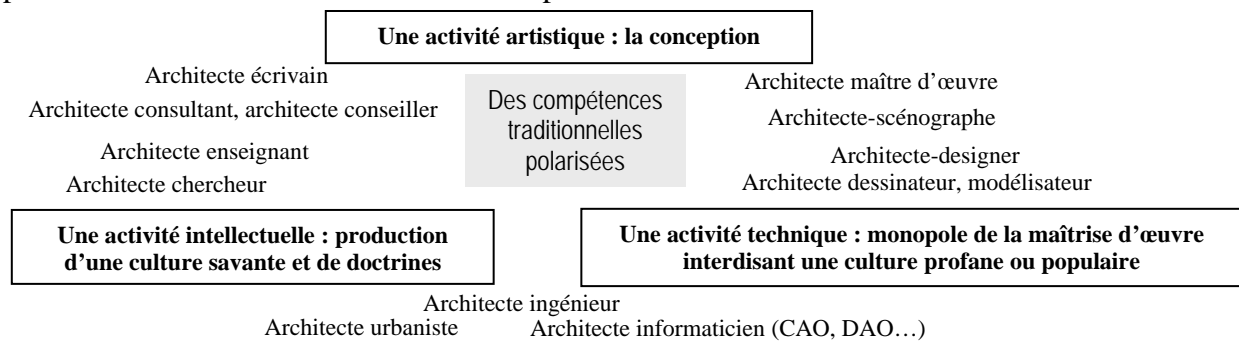 Une activité artistique : la conception
Architecte écrivain
Architecte consultant, architecte conseiller
Architecte enseignant
Architecte chercheur
Des compétences
traditionnelles
polarisées
Architecte maître d’œuvre
Architecte-scénographe
Architecte-designer
Architecte dessinateur, modélisateur
Une activité intellectuelle : production
d’une culture savante et de doctrines
Une activité technique : monopole de la maîtrise d’œuvre
interdisant une culture profane ou populaire
Architecte ingénieur
Architecte urbaniste
Architecte informaticien (CAO, DAO…)